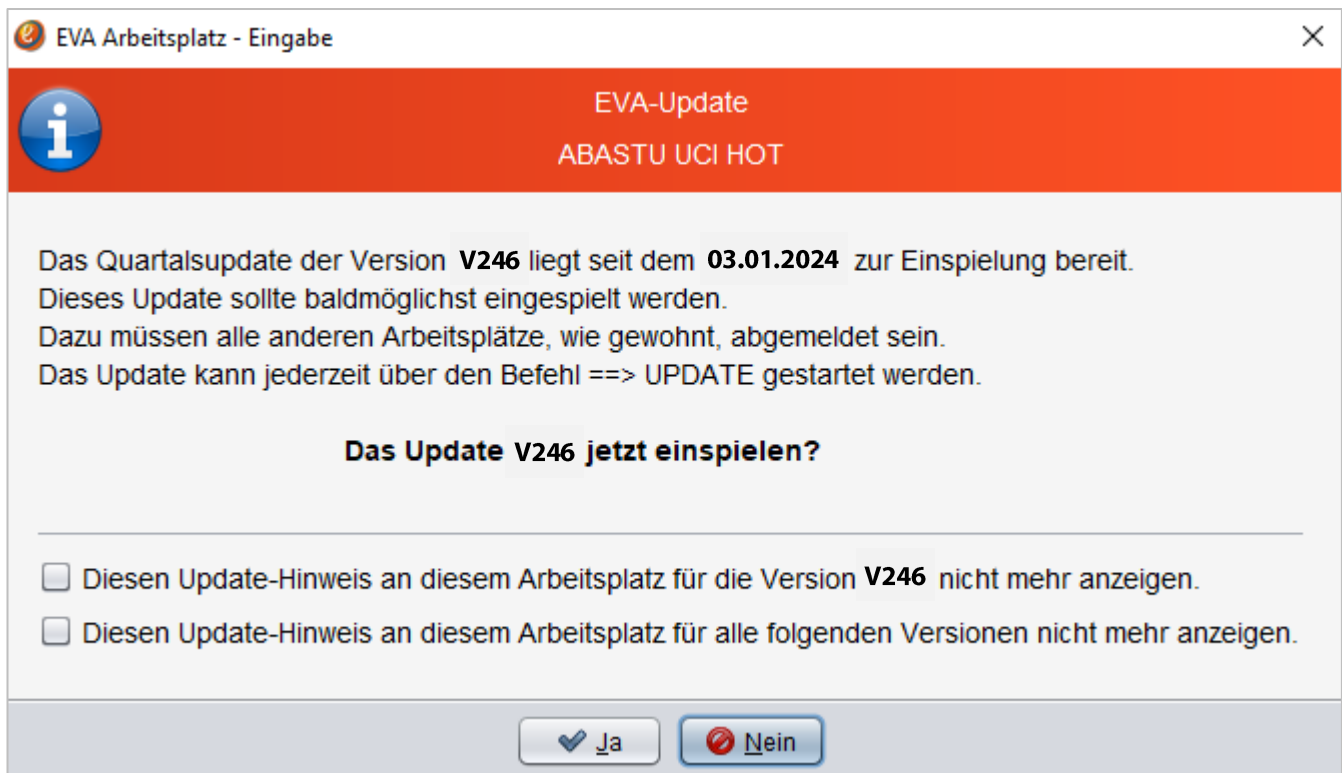 EVA Arbeitsplatz - Eingabe
EVA-Update
ABASTU UCI HOT
Das Quartalsupdate der Version V246 liegt seit dem 03.01.2024 zur Einspielung bereit.
Dieses Update sollte baldmöglichst eingespielt werden.
Dazu müssen alle anderen Arbeitsplätze, wie gewohnt, abgemeldet sein.
Das Update kann jederzeit über den Befehl ==> UPDATE gestartet werden.
Das Update V246 jetzt einspielen?
Diesen Update-Hinweis an diesem Arbeitsplatz für die Version V246 nicht mehr anzeigen.
Diesen Update-Hinweis an diesem Arbeitsplatz für alle folgenden Versionen nicht mehr anzeigen.
Ja
Nein